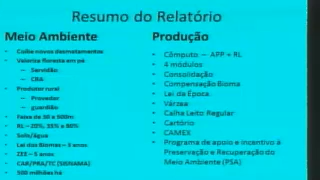 Resumo do Relatório
Meio Ambiente
• Coíbe novos desmatamentos
• Valoriza floresta em pé
– Servidão
– CRA
• Produtor rural
– Provedor
– guardião
• Faixa de 30 a 500m
• RL – 20%, 35% e 80%
• Solo/água
• Lei dos Biomas – 3 anos
• ZEE – 5 anos
• CAR/PRA/TC (SISNAMA)
• 500 milhões há
Produção
• Cômputo – APP + RL
• 4 módulos
• Consolidação
• Compensação Bioma
• Lei da Época
• Várzea
• Calha Leito Regular
• Cartório
• CAMEX
• Programa de apoio e incentivo à
Preservação e Recuperação do
Meio Ambiente (PSA)